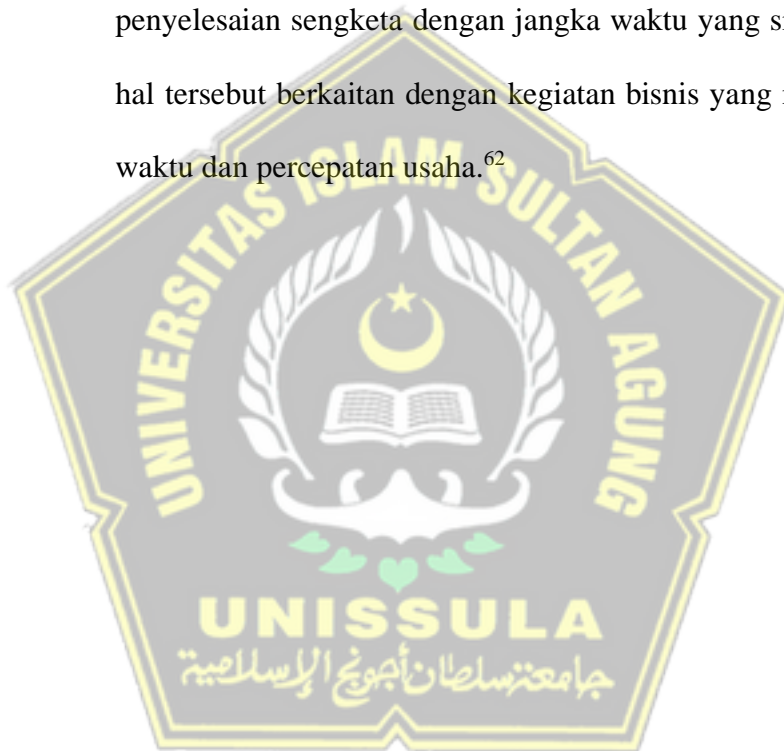 penyelesaian sengketa dengan jangka waktu yang
hal tersebut berkaitan dengan kegiatan bisnis yang
waktu dan percepatan usaha.62
UNIVERSITAS ISLAM SULTAN AGUNG
UNISSULA
جامعة سلطان أجونج الإسلامية